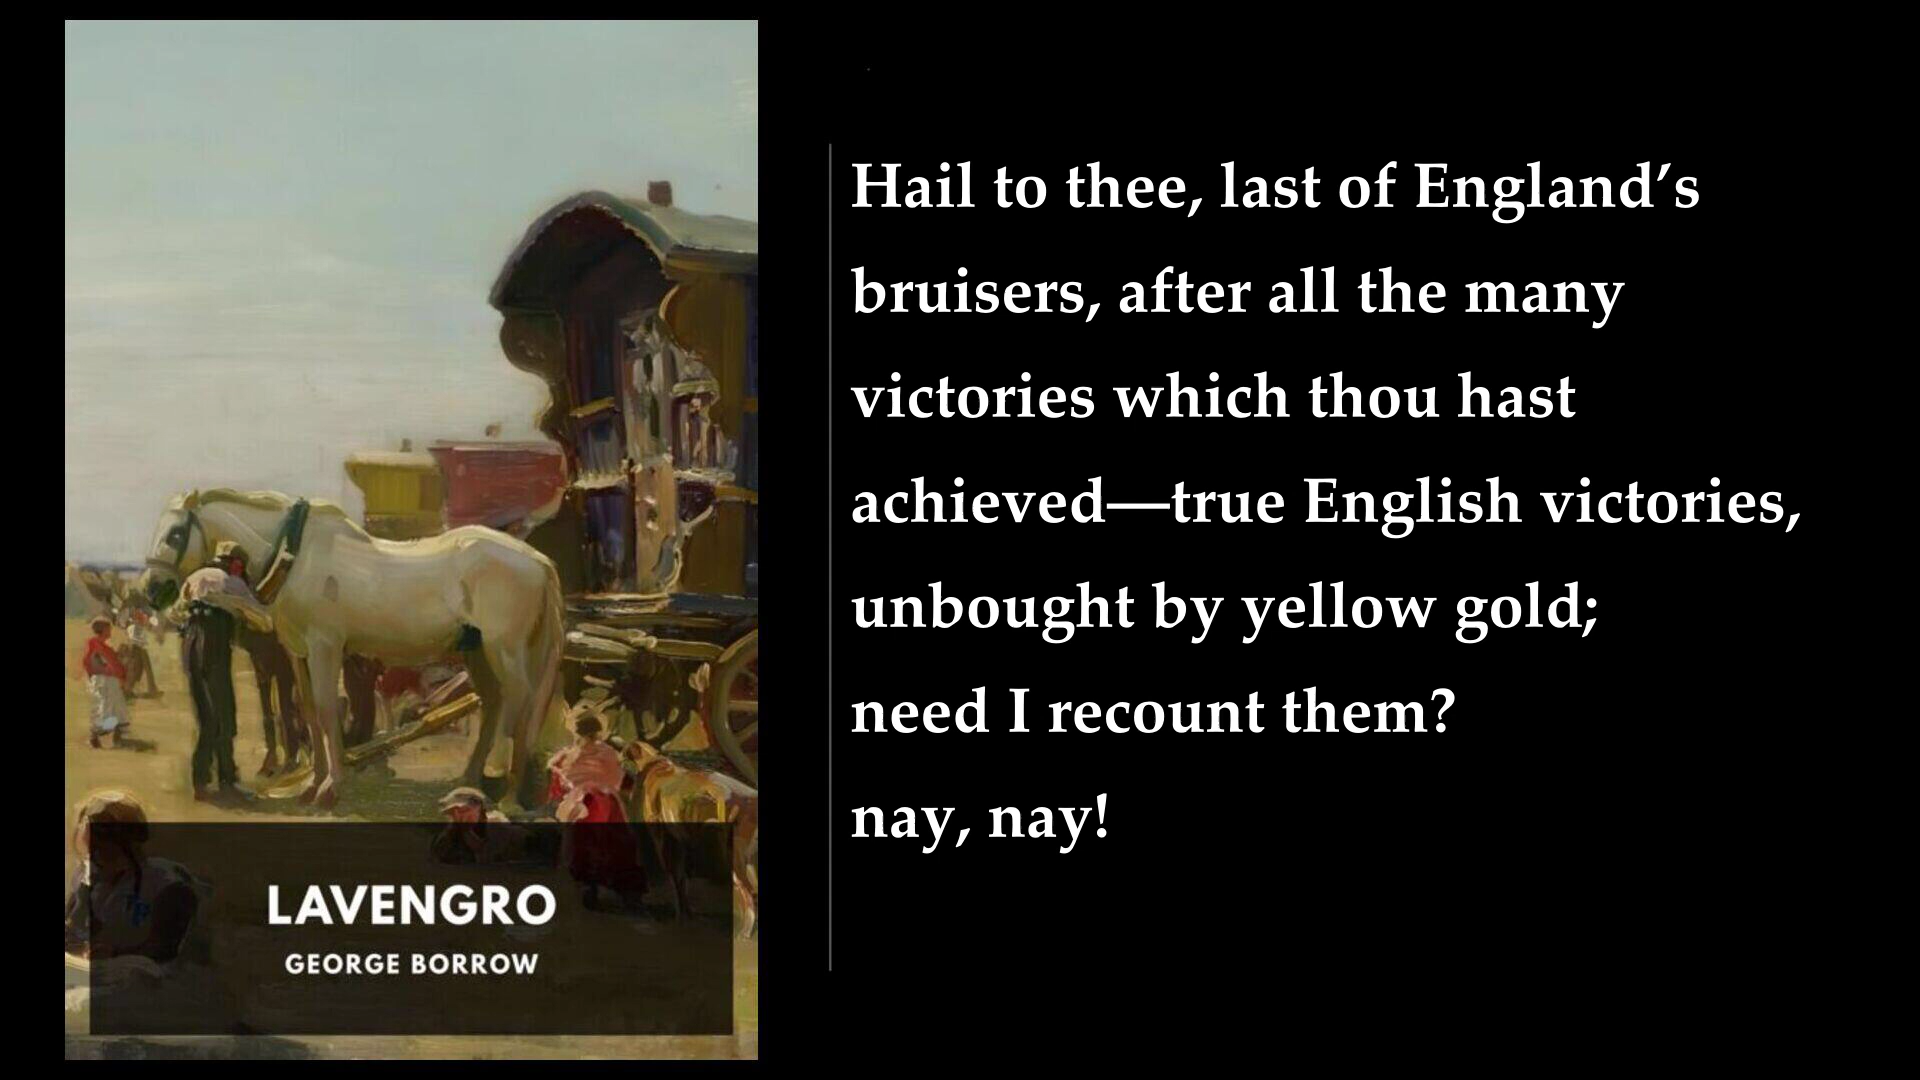 Hail to thee, last of England’s
bruisers, after all the many
victories which thou hast
achieved—true English victories,
unbought by yellow gold;
need I recount them?
nay, nay!
LAVENGRO
GEORGE BORROW